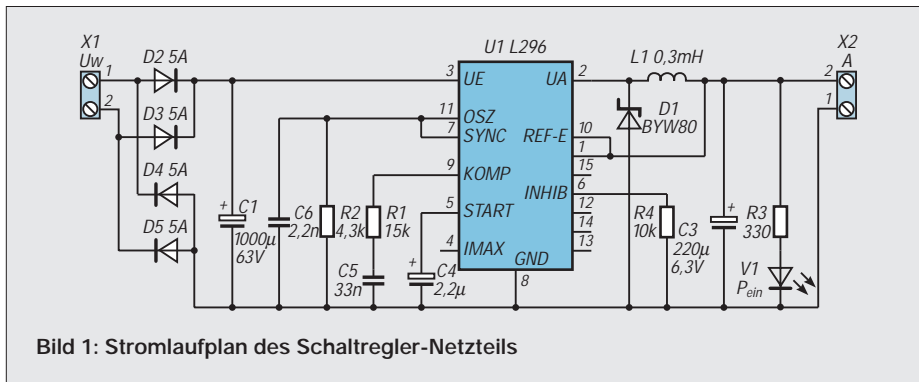 X1
Uw
1
2
D2 5A
D3 5A
D4 5A
D5 5A
+
C1
1000µ
63V
C6
2,2n
R2
4,3k
R1
15k
C5
33n
+
C4
2,2µ
U1 L296
3 UE
11 OSZ
7 SYNC
9 KOMP
5 START
4 IMAX
GND
8
UA 2
REF-E 10
1
15
INHIB 6
12
14
13
L1 0,3mH
D1
BYW80
R4
10k
+
C3
220µ
6,3V
R3
330
V1
Pein
X2
A
2
1
Bild 1: Stromlaufplan des Schaltregler-Netzteils